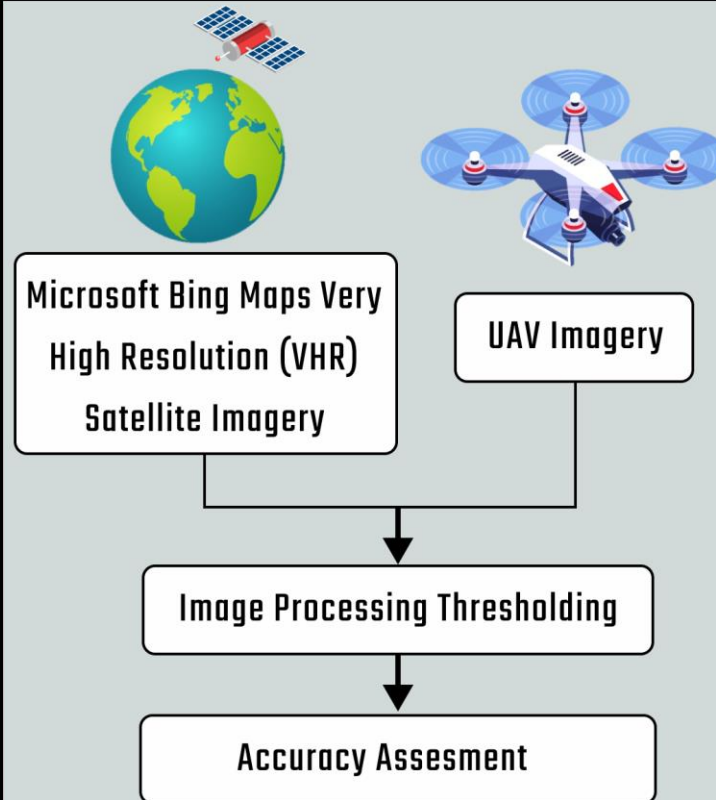 Microsoft Bing Maps Very
High Resolution (VHR)
Satellite Imagery
UAV Imagery
Image Processing Thresholding
Accuracy Assesment